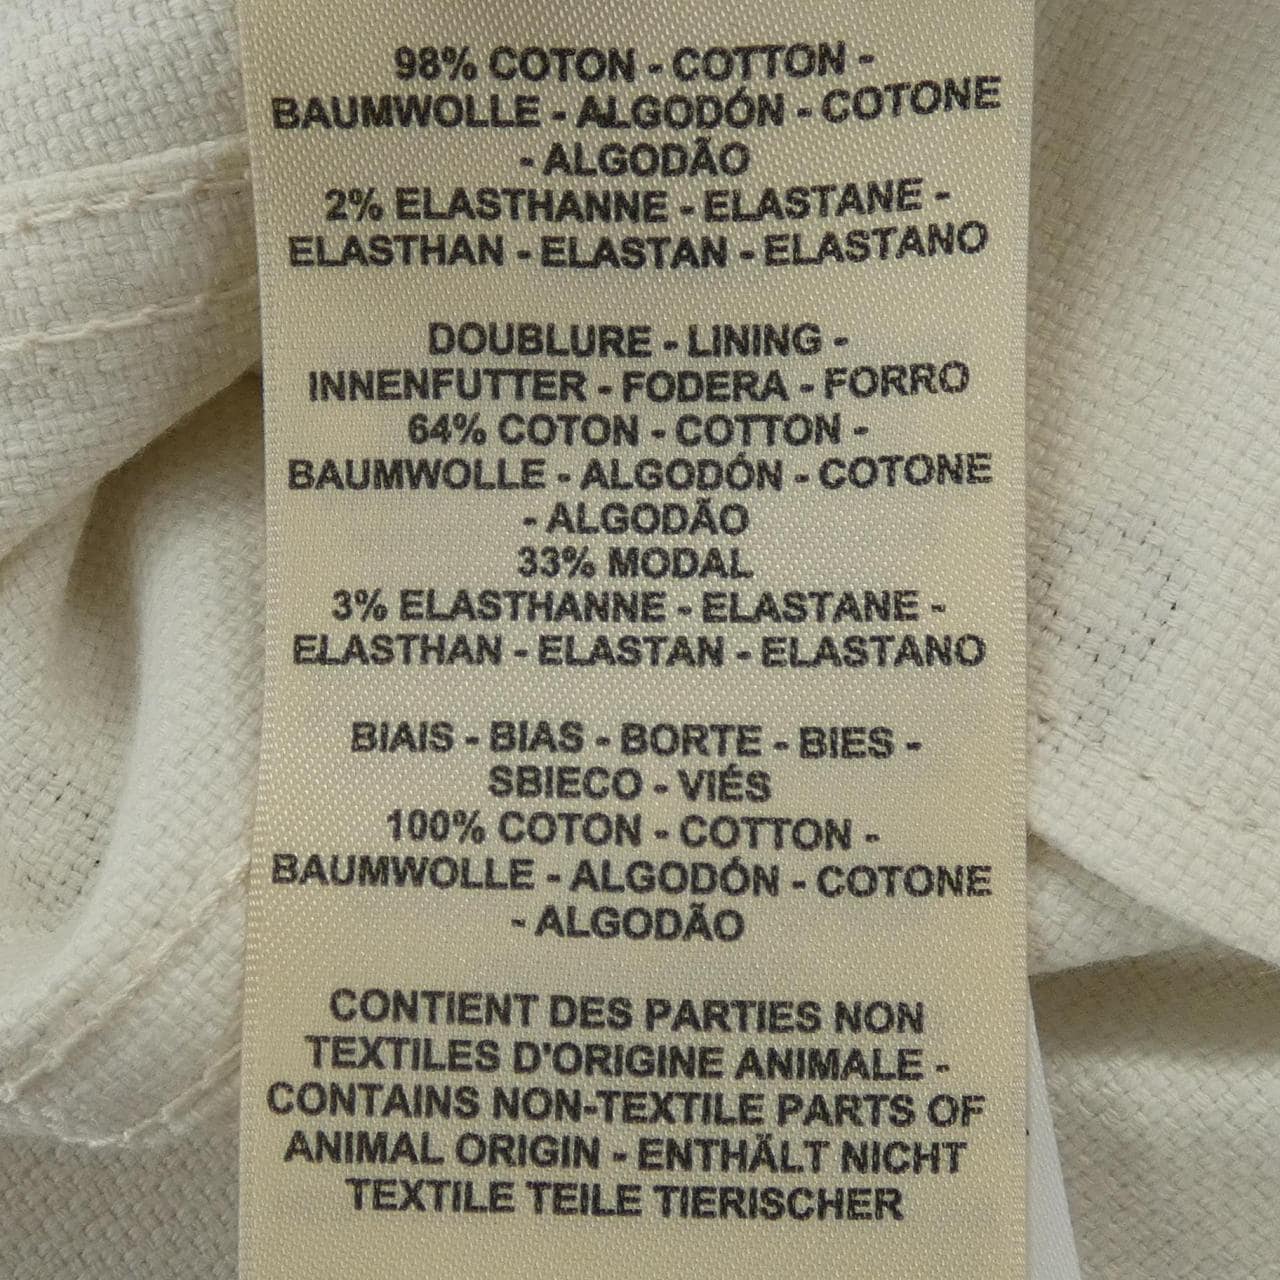 98% COTON - COTTON -
BAUMWOLLE - ALGODÓN - COTONE
- ALGODÃO
2% ELASTHANNE - ELASTANE -
ELASTHAN - ELASTAN - ELASTANO
DOUBLURE - LINING -
INNENFUTTER - FODERA - FORRO
64% COTON - COTTON -
BAUMWOLLE - ALGODÓN - COTONE
- ALGODÃO
33% MODAL
3% ELASTHANNE - ELASTANE -
ELASTHAN - ELASTAN - ELASTANO
BIAIS - BIAS - BORTE - BIES -
SBIECO - VIÉS
100% COTON - COTTON -
BAUMWOLLE - ALGODÓN - COTONE
- ALGODÃO
CONTIENT DES PARTIES NON
TEXTILES D'ORIGINE ANIMALE -
CONTAINS NON-TEXTILE PARTS OF
ANIMAL ORIGIN - ENTHÄLT NICHT
TEXTILE TEILE TIERISCHER